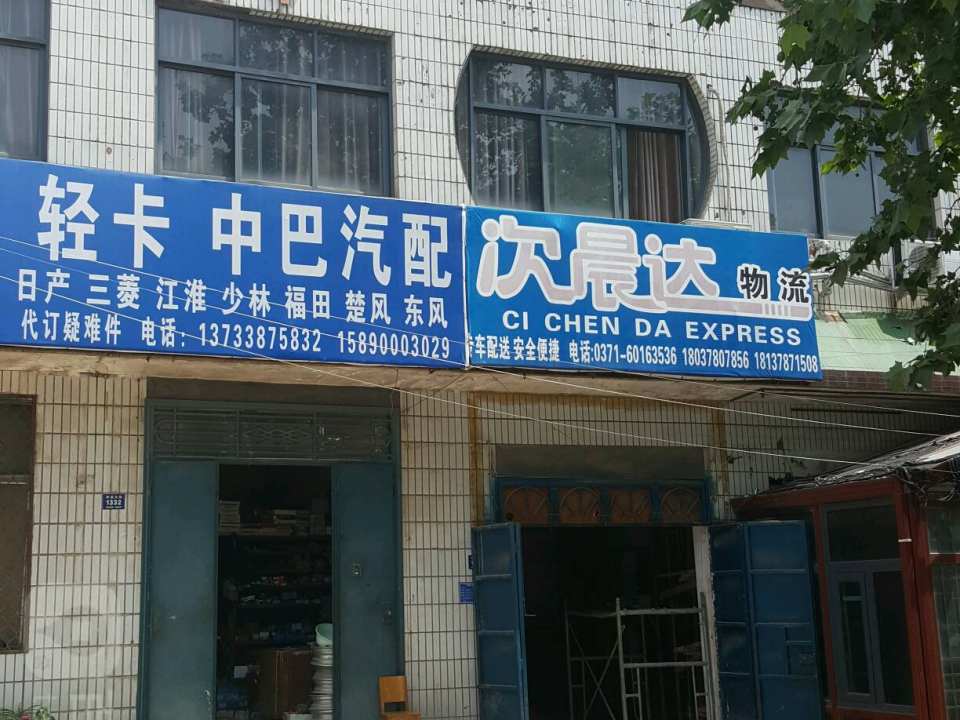 轻卡 中巴汽配
日产 三菱 江淮 少林 福田 楚风 东风
代订疑难件 电话：13733875832 15890003029
次晨达物流
CI CHEN DA EXPRESS
车配送 安全便捷 电话:0371-60163536 18037807856 18137871508
1332